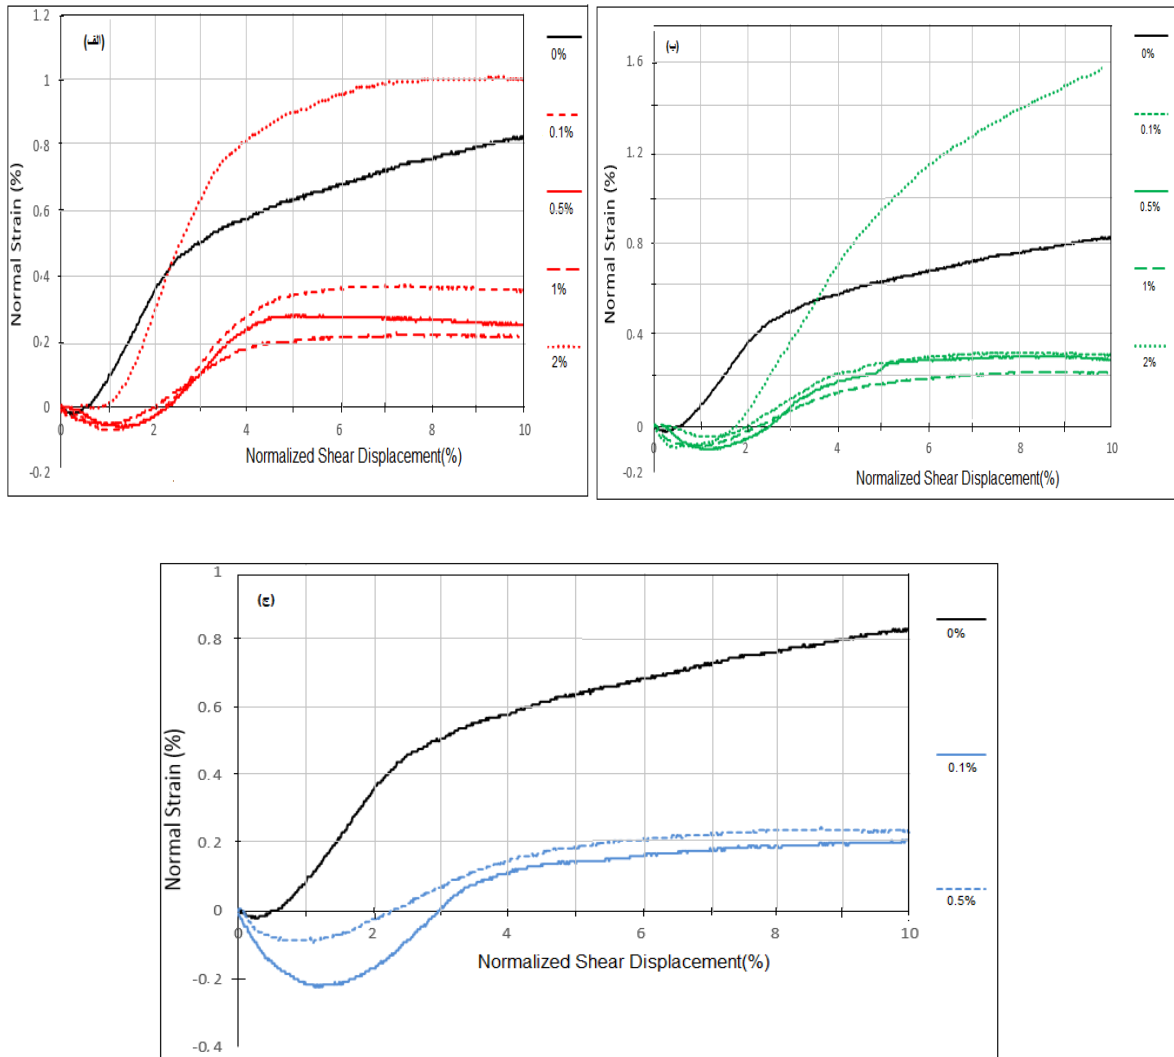 (الف)
1.2
1
0.8
0.6
0.4
0.2
0
-0.2
0 2 4 6 8 10
Normal Strain (%)
Normalized Shear Displacement(%)
0%
0.1%
0.5%
1%
2%
(ب)
1.6
1.2
0.8
0.4
0
-0.2
0 2 4 6 8 10
Normal Strain (%)
Normalized Shear Displacement(%)
0%
0.1%
0.5%
1%
2%
(ج)
1
0.8
0.6
0.4
0.2
0
-0.2
-0.4
0 2 4 6 8 10
Normal Strain (%)
Normalized Shear Displacement(%)
0%
0.1%
0.5%